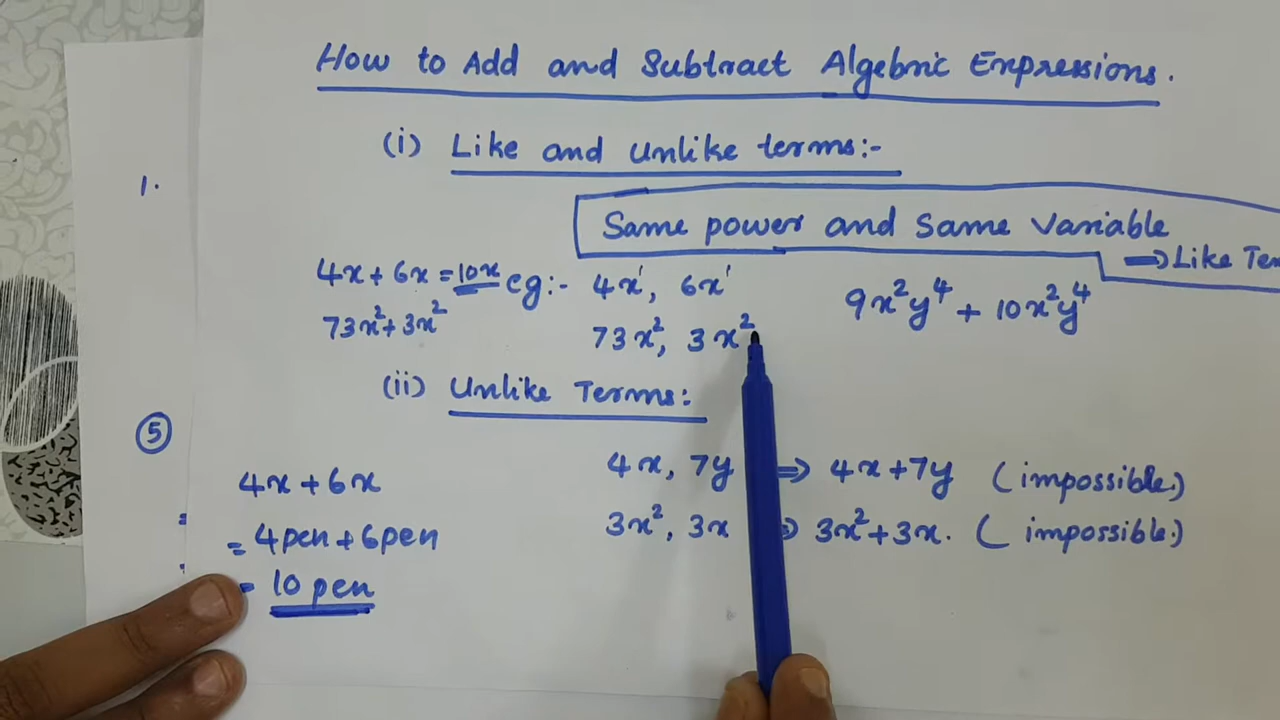 How to Add and Subtract Algebric Expressions.
(i) Like and unlike terms:-
1.
Same power and same variable
⇒ Like Te
4x + 6x = 10x eg:- 4x¹, 6x¹ 9x²y⁴ + 10x²y⁴
73x² + 3x² 73x², 3x²
(ii) Unlike Terms:
5
4x, 7y ⇒ 4x+7y (impossible.)
4x + 6x
3x², 3x ⇒ 3x²+3x. (impossible.)
= 4pen + 6pen
= 10 pen